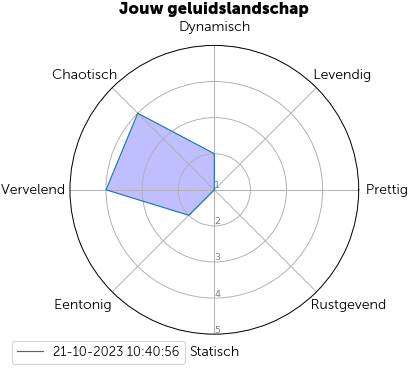 Jouw geluidslandschap
Dynamisch
Chaotisch
Levendig
Vervelend
Prettig
1
2
3
4
5
Eentonig
Rustgevend
Statisch
21-10-2023 10:40:56